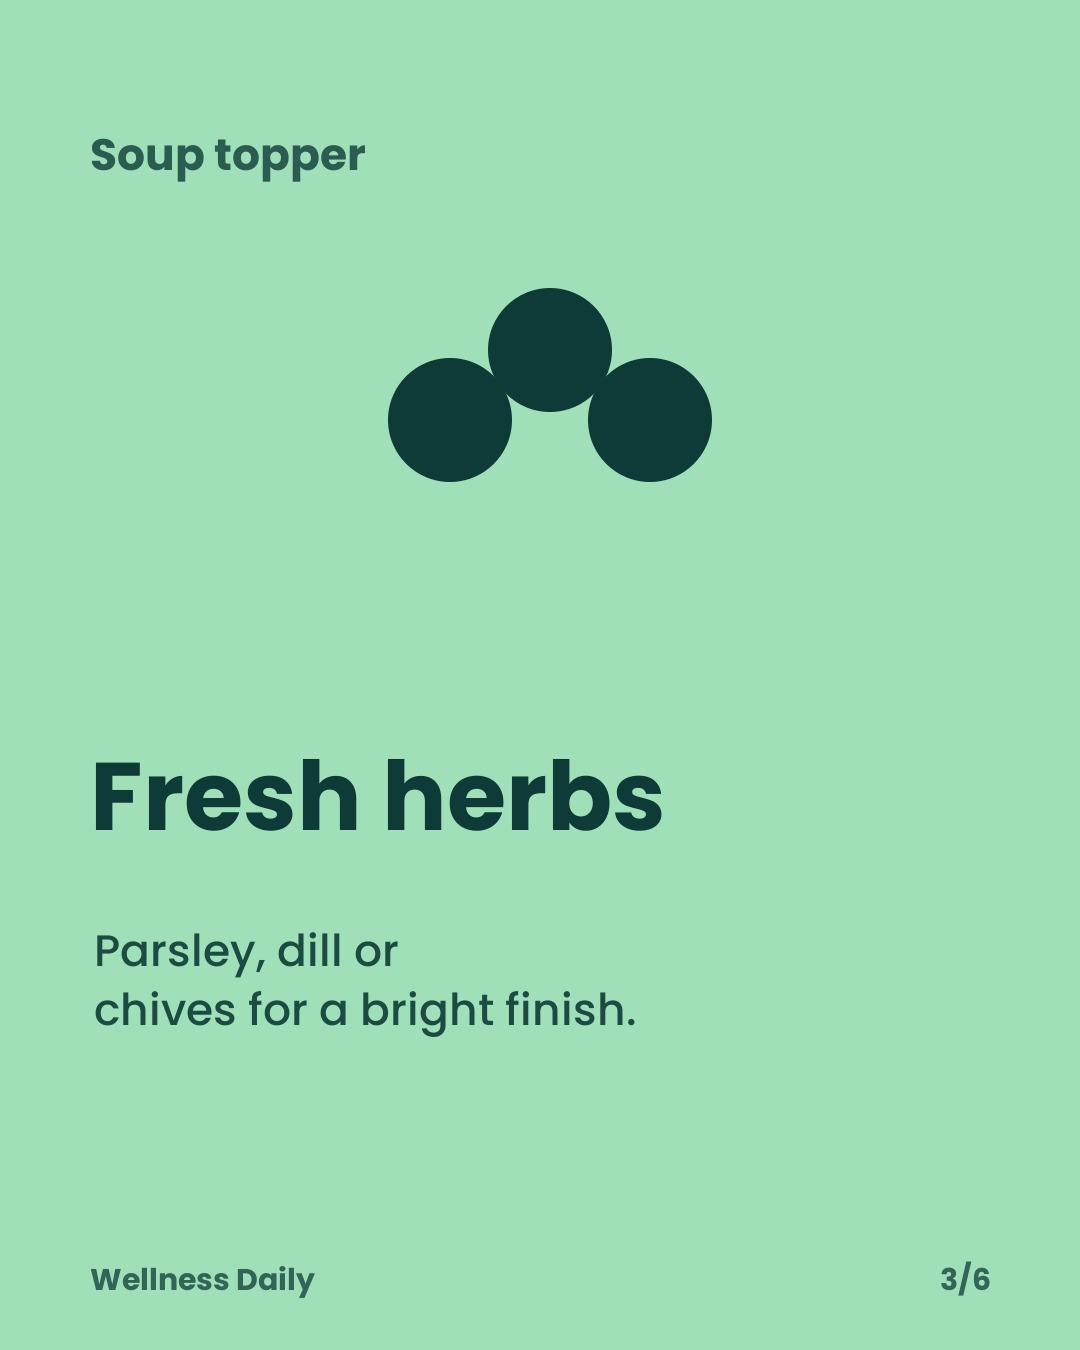 Soup topper
Fresh herbs
Parsley, dill or
chives for a bright finish.
Wellness Daily
3/6